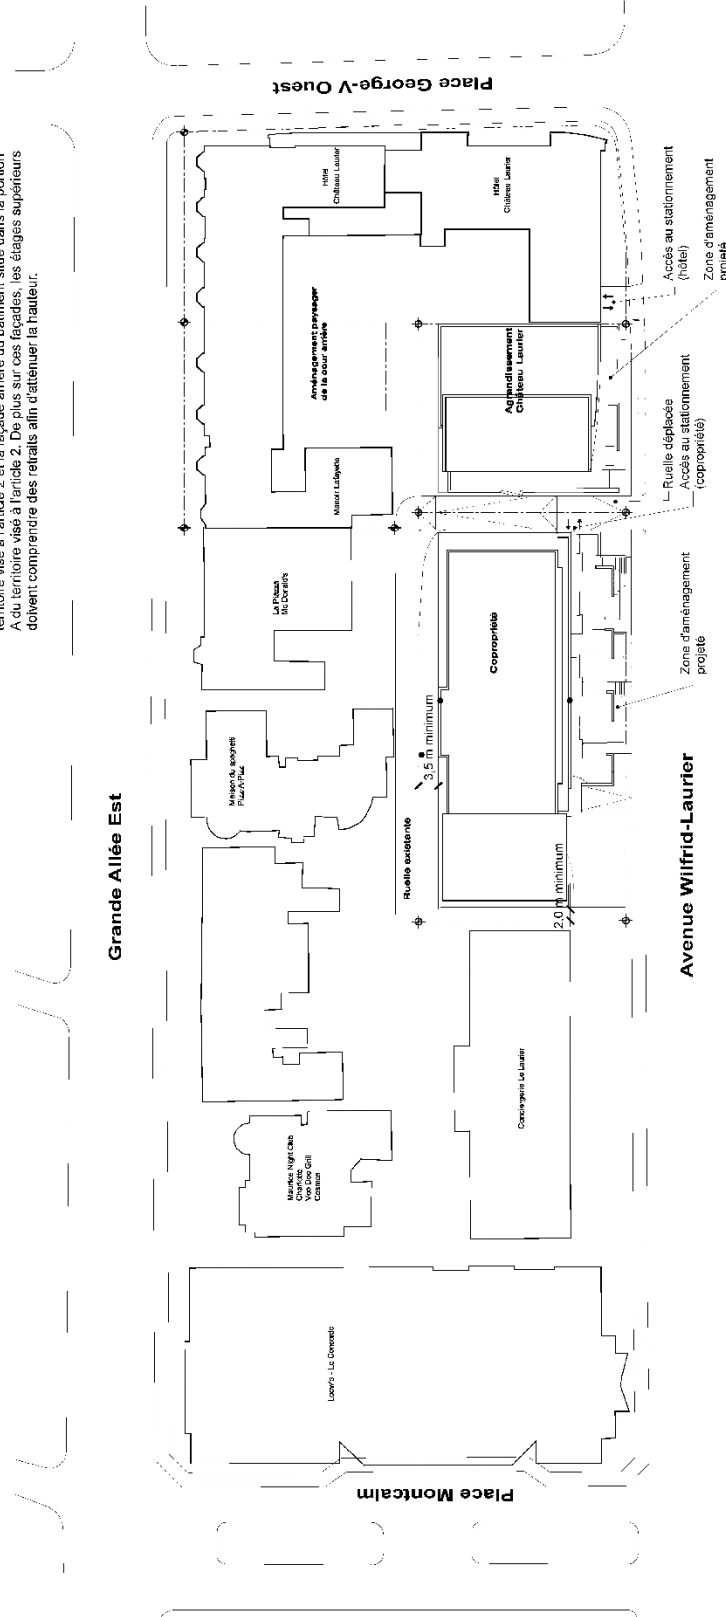 territoire visé à l'article 2 et la façade arrière du bâtiment situé dans la portion
A du territoire visé à l'article 2. De plus sur ces façades, les étages supérieurs
doivent comprendre des retraits afin d'atténuer la hauteur.
Place George-V Ouest
Grande Allée Est
Hôtel
Château Laurier
Hôtel
Château Laurier
Aménagement paysager
de la cour arrière
Agrandissement
Château Laurier
Manoir Lafayette
La Piazza
Mc Donald's
Maison du spaghetti
Pizz-A-Pizz
Copropriété
3,5 m minimum
Ruelle existante
2,0 m minimum
Conciergerie Le Laurier
Maurice Night Club
Charlotte
Voo Doo Grill
Cosmos
Loew's - Le Concorde
Place Montcalm
Avenue Wilfrid-Laurier
Accès au stationnement
(hôtel)
Zone d'aménagement
projeté
Ruelle déplacée
Accès au stationnement
(copropriété)
Zone d'aménagement
projeté